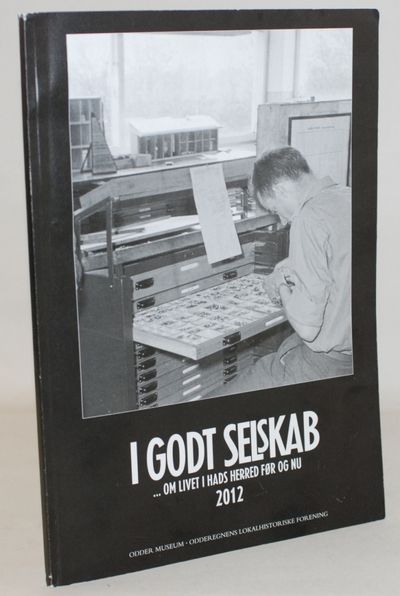 I GODT SELSKAB
... OM LIVET I HADS HERRED FØR OG NU
2012
ODDER MUSEUM · ODDEREGNENS LOKALHISTORISKE FORENING